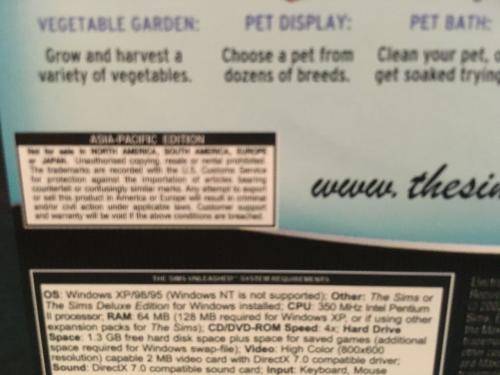 VEGETABLE GARDEN: PET DISPLAY: PET BATH:
Grow and harvest a Choose a pet from Clean your pet,
variety of vegetables. dozens of breeds. get soaked trying
ASIA-PACIFIC EDITION
Not for sale in NORTH AMERICA, SOUTH AMERICA, EUROPE
or JAPAN. Unauthorised copying, resale or rental prohibited.
The trademarks are recorded with the U.S. Customs Service
for protection against the importation of articles bearing
counterfeit or confusingly similar marks. Any attempt to export
or sell this product in America or Europe will result in criminal
and/or civil action under applicable laws. Customer support
and warranty will be void if the above conditions are breached.
www.thesi
THE SIMS UNLEASHED™ SYSTEM REQUIREMENTS
OS: Windows XP/98/95 (Windows NT is not supported); Other: The Sims or
The Sims Deluxe Edition for Windows installed; CPU: 350 MHz Intel Pentium
II processor; RAM: 64 MB (128 MB required for Windows XP, or if using other
expansion packs for The Sims); CD/DVD-ROM Speed: 4x; Hard Drive
Space: 1.3 GB free hard disk space plus space for saved games (additional
space required for Windows swap-file); Video: High Color (800x600
resolution) capable 2 MB video card with DirectX 7.0 compatible driver;
Sound: DirectX 7.0 compatible sound card; Input: Keyboard, Mouse